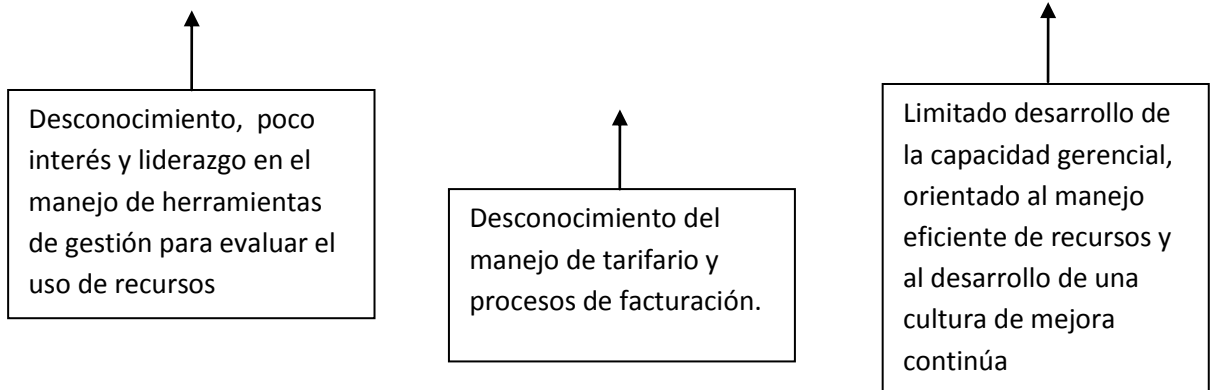 Desconocimiento, poco
interés y liderazgo en el
manejo de herramientas
de gestión para evaluar el
uso de recursos
Desconocimiento del
manejo de tarifario y
procesos de facturación.
Limitado desarrollo de
la capacidad gerencial,
orientado al manejo
eficiente de recursos y
al desarrollo de una
cultura de mejora
continúa